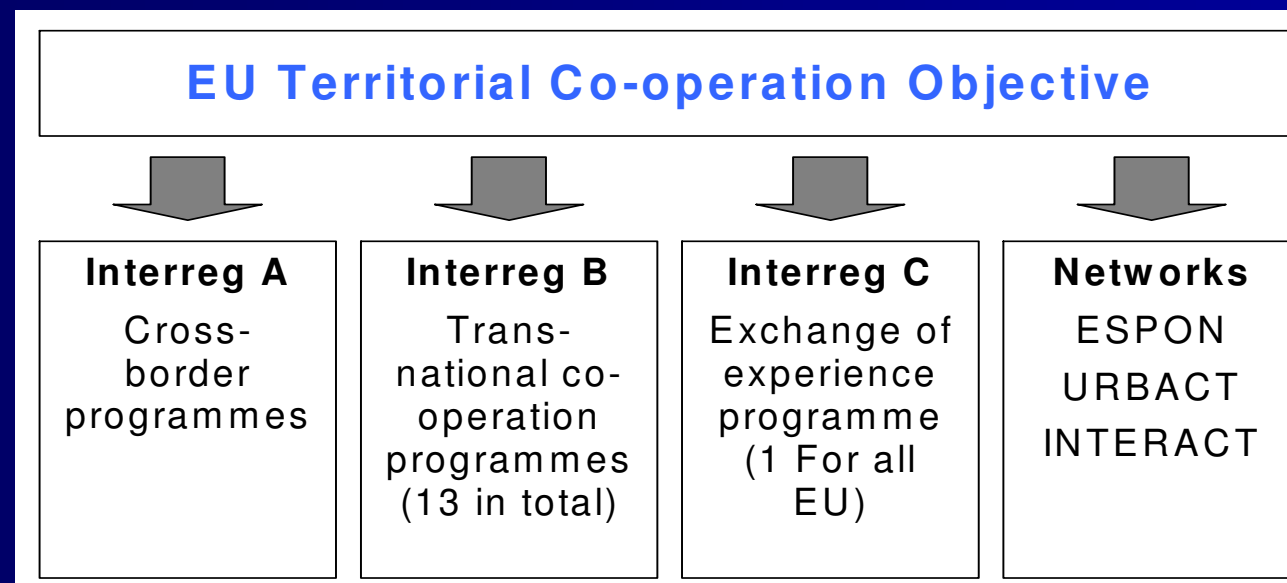 EU Territorial Co-operation Objective
Interreg A
Cross-
border
programmes
Interreg B
Trans-
national co-
operation
programmes
(13 in total)
Interreg C
Exchange of
experience
programme
(1 For all
EU)
Networks
ESPON
URBACT
INTERACT